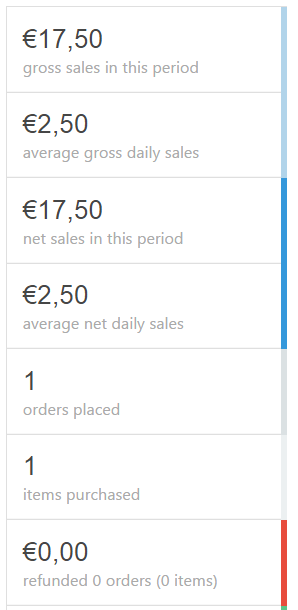 €17,50
gross sales in this period
€2,50
average gross daily sales
€17,50
net sales in this period
€2,50
average net daily sales
1
orders placed
1
items purchased
€0,00
refunded 0 orders (0 items)